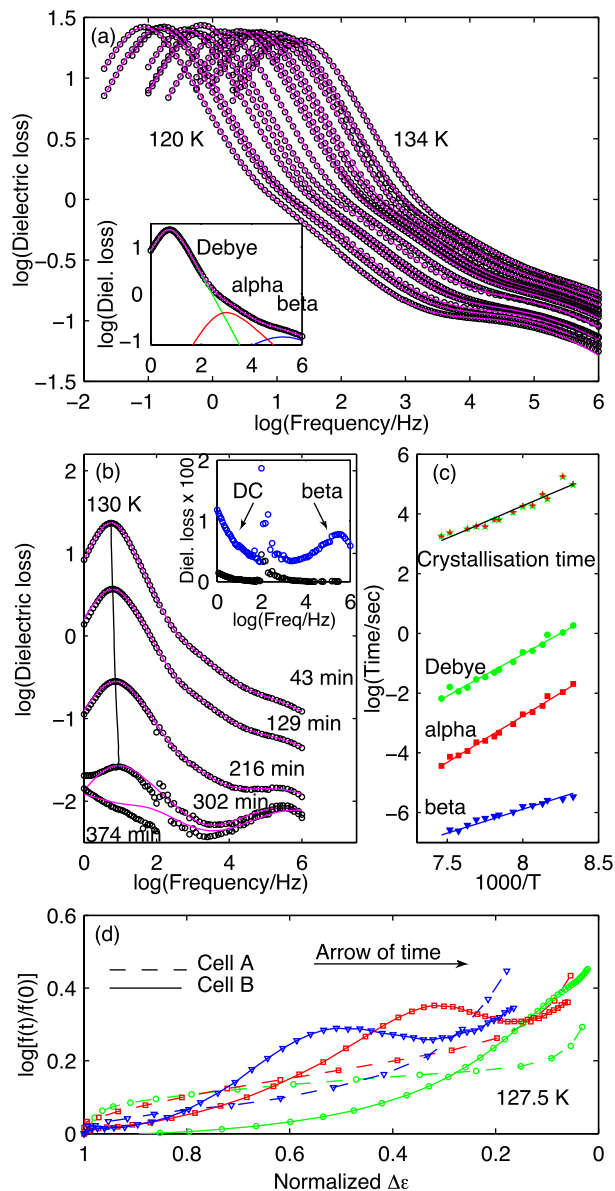 (a)
1.5
1
0.5
0
−0.5
−1
−1.5
log(Dielectric loss)
120 K
134 K
1
0
−1
log(Diel. loss)
Debye
alpha
beta
0 2 4 6
−2 −1 0 1 2 3 4 5 6
log(Frequency/Hz)
(b)
2
1
0
−1
−2
log(Dielectric loss)
130 K
2
1
0
Diel. loss x 100
DC
beta
0 2 4 6
log(Freq/Hz)
43 min
129 min
216 min
302 min
374 min
0 2 4 6
log(Frequency/Hz)
(c)
6
4
2
0
−2
−4
−6
log(Time/sec)
Crystallisation time
Debye
alpha
beta
7.5 8 8.5
1000/T
(d)
0.6
0.4
0.2
0
log[f(t)/f(0)]
Cell A
Cell B
Arrow of time
127.5 K
1 0.8 0.6 0.4 0.2 0
Normalized Δε